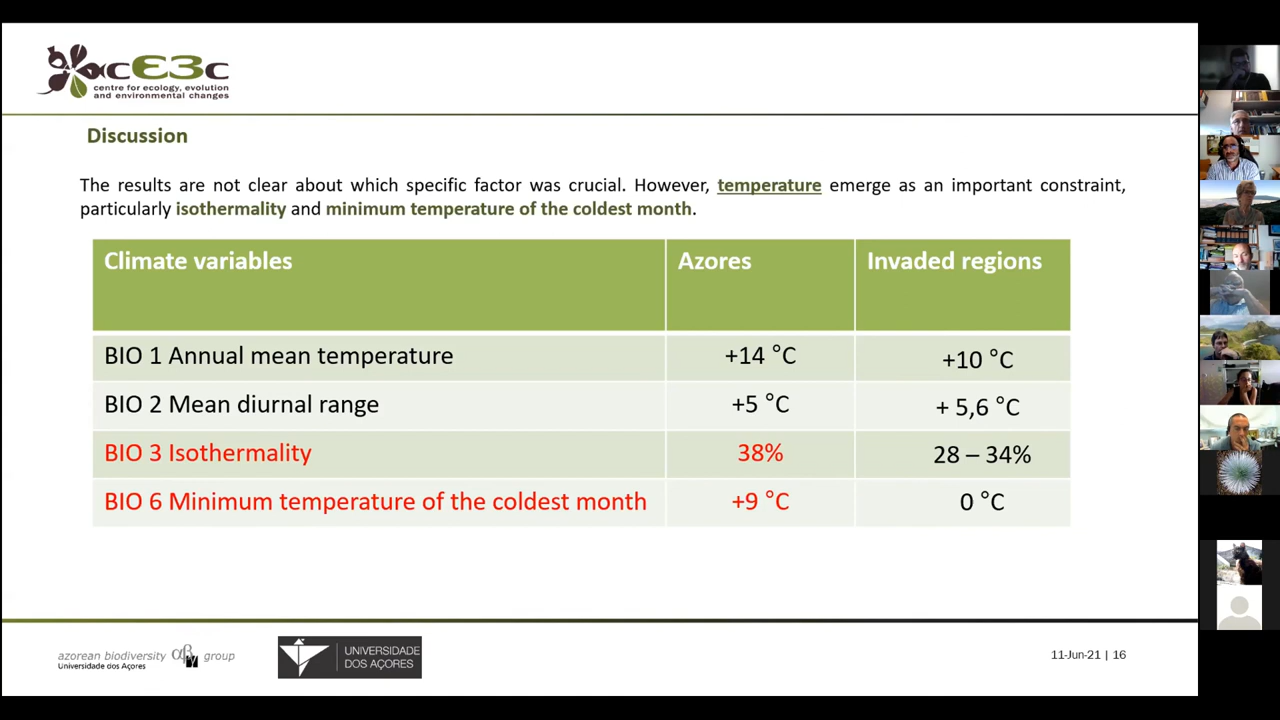 cE3c
centre for ecology, evolution
and environmental changes
Discussion
The results are not clear about which specific factor was crucial. However, temperature emerge as an important constraint,
particularly isothermality and minimum temperature of the coldest month.
Climate variables Azores Invaded regions
BIO 1 Annual mean temperature +14 °C +10 °C
BIO 2 Mean diurnal range +5 °C + 5,6 °C
BIO 3 Isothermality 38% 28 – 34%
BIO 6 Minimum temperature of the coldest month +9 °C 0 °C
azorean biodiversity group
Universidade dos Açores
UNIVERSIDADE
DOS AÇORES
11-Jun-21 | 16